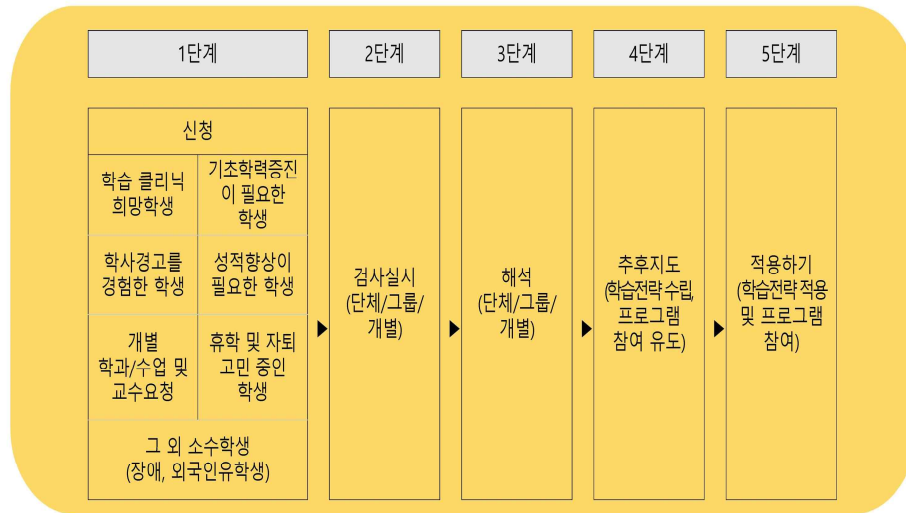 1단계
2단계
3단계
4단계
5단계
신청
학습 클리닉
희망학생
기초학력증진
이 필요한
학생
학사경고를
경험한 학생
성적향상이
필요한 학생
개별
학과/수업 및
교수요청
휴학 및 자퇴
고민 중인
학생
그 외 소수학생
(장애, 외국인유학생)
검사실시
(단체/그룹/
개별)
해석
(단체/그룹/
개별)
추후지도
(학습전략 수립,
프로그램
참여 유도)
적용하기
(학습전략 적용
및 프로그램
참여)